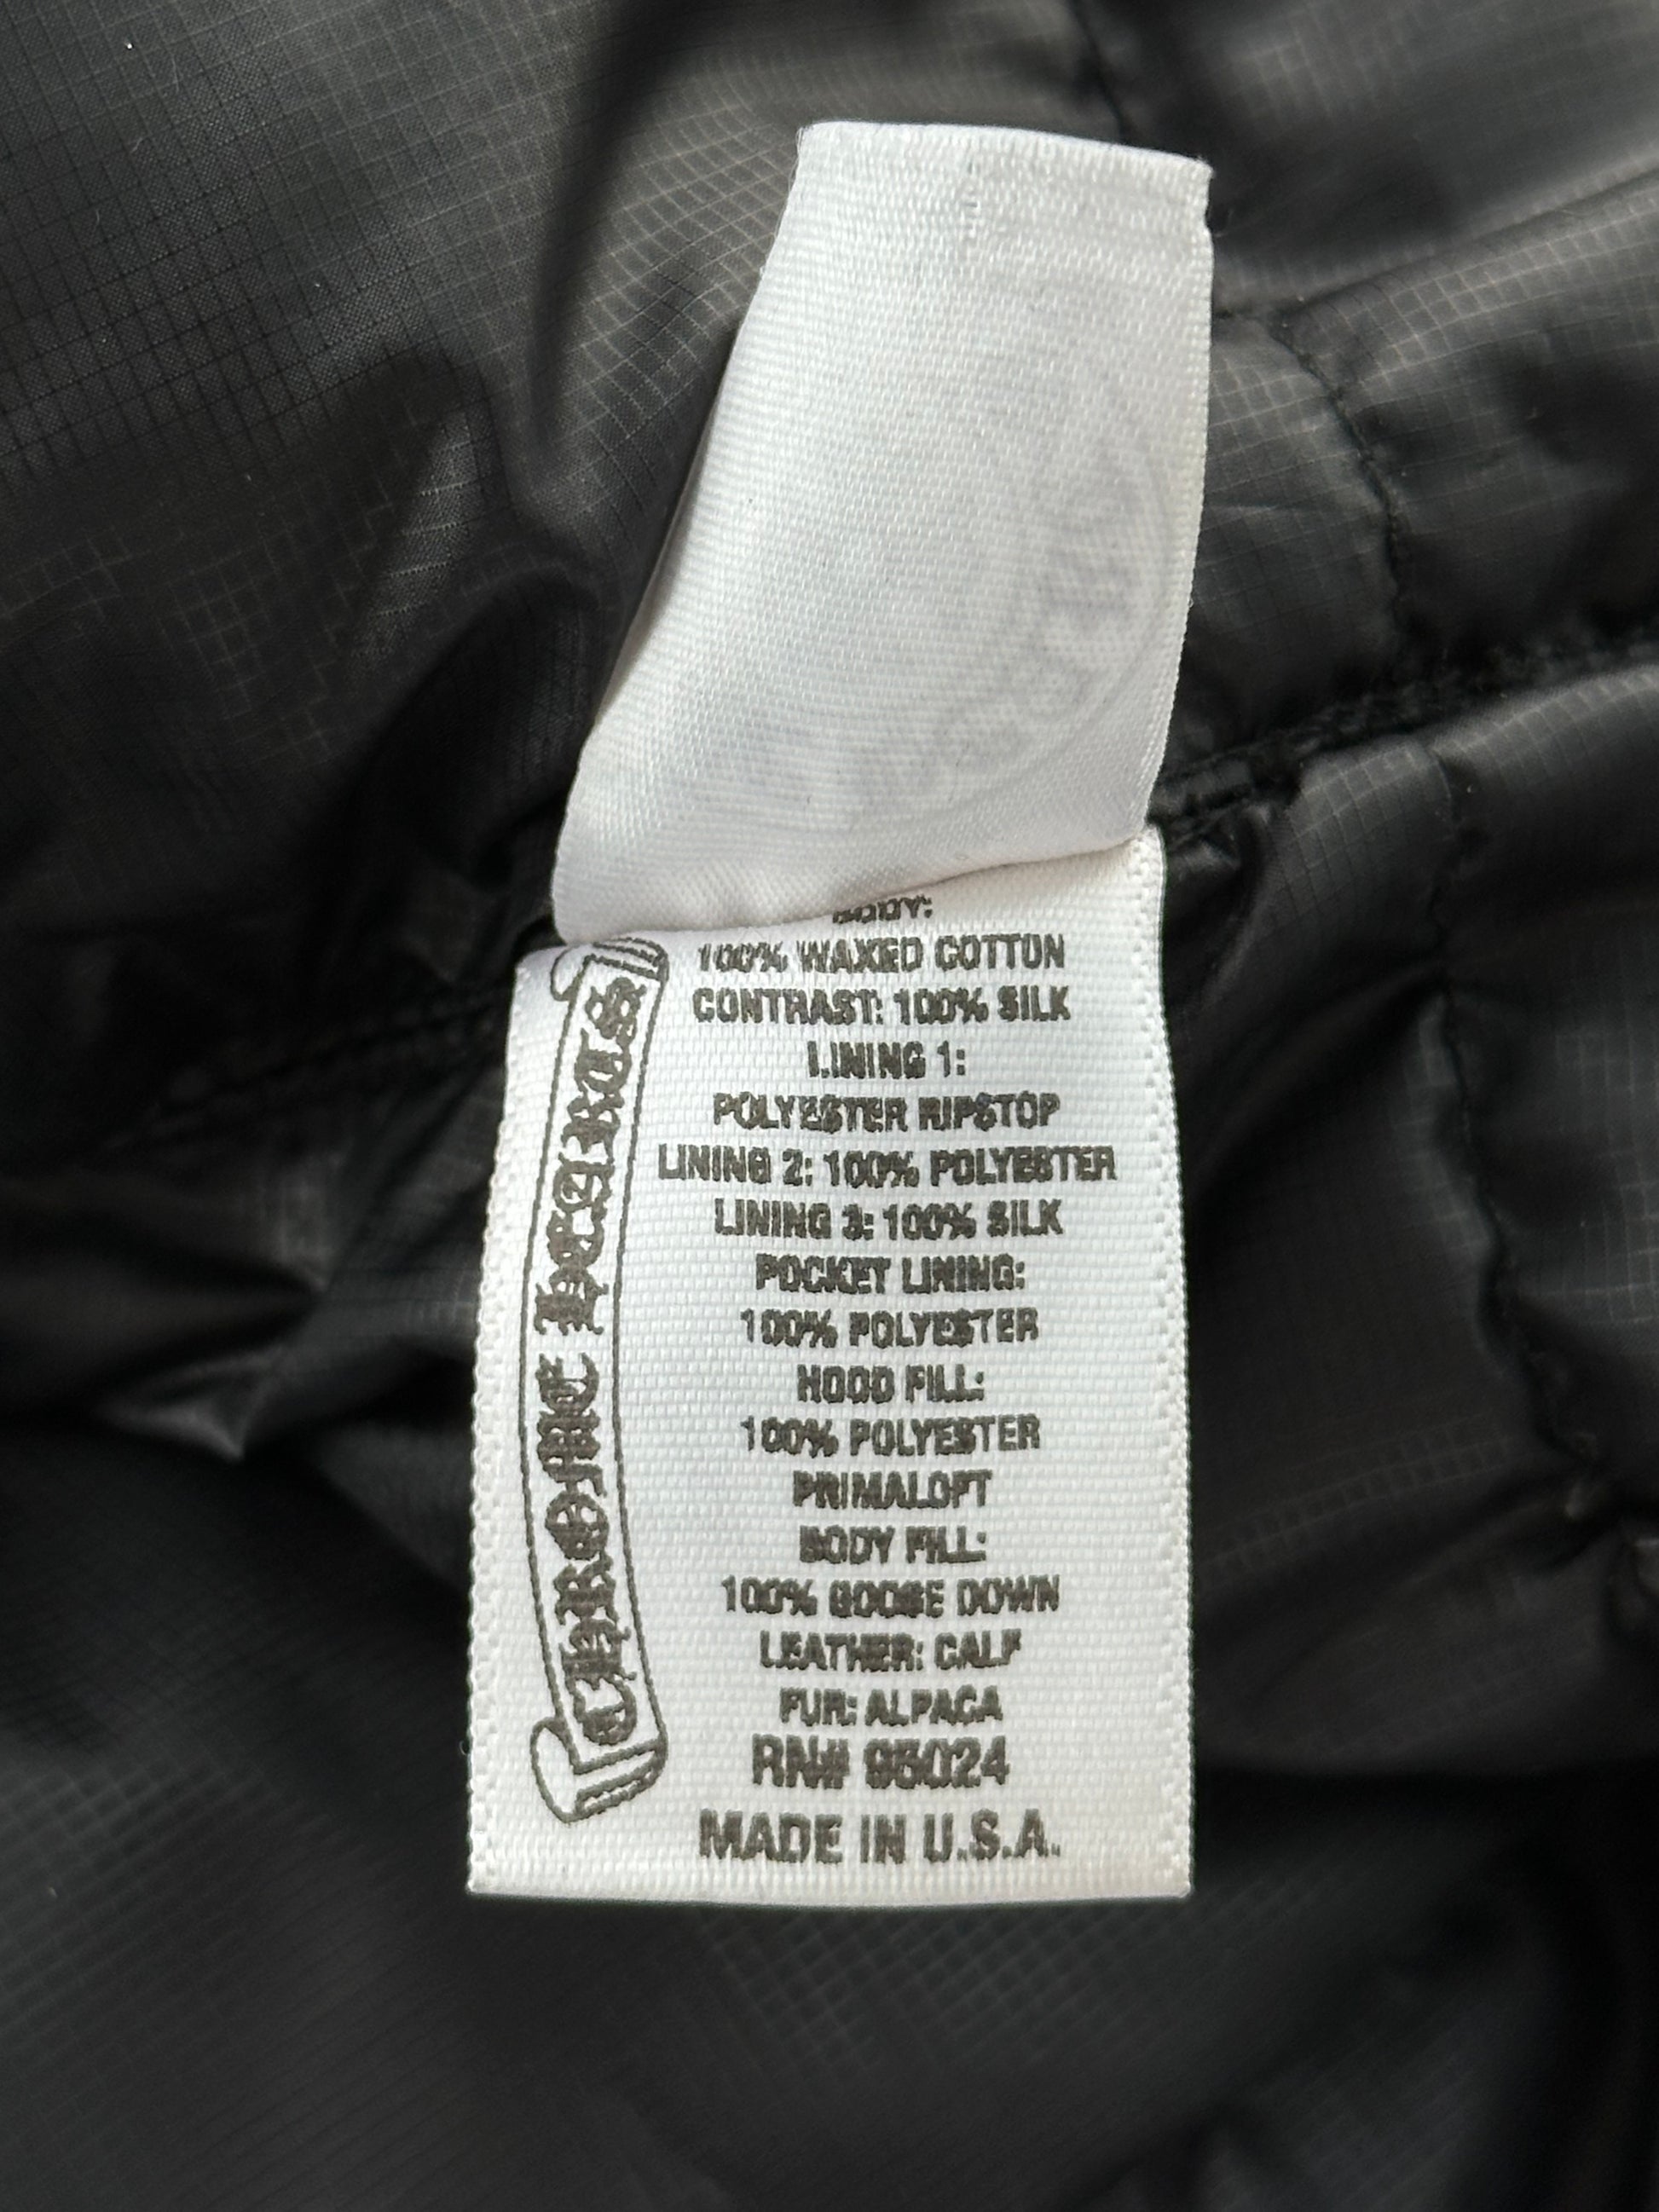 BODY:
100% WAXED COTTON
CONTRAST: 100% SILK
LINING 1:
POLYESTER RIPSTOP
LINING 2: 100% POLYESTER
LINING 3: 100% SILK
POCKET LINING:
100% POLYESTER
HOOD FILL:
100% POLYESTER
PRIMALOFT
BODY FILL:
100% GOOSE DOWN
LEATHER: CALF
FUR: ALPACA
RN# 95024
MADE IN U.S.A.
CHROME HEARTS